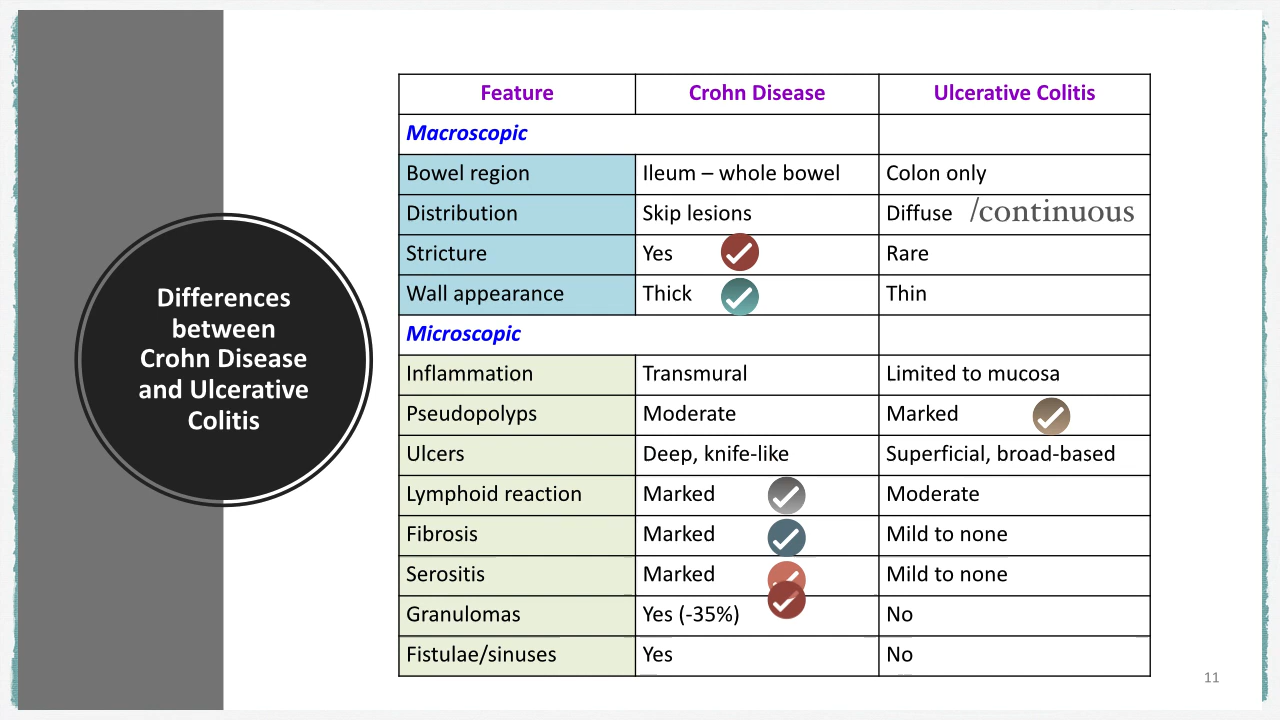 Differences
between
Crohn Disease
and Ulcerative
Colitis
Feature Crohn Disease Ulcerative Colitis
Macroscopic
Bowel region Ileum – whole bowel Colon only
Distribution Skip lesions Diffuse /continuous
Stricture Yes Rare
Wall appearance Thick Thin
Microscopic
Inflammation Transmural Limited to mucosa
Pseudopolyps Moderate Marked
Ulcers Deep, knife-like Superficial, broad-based
Lymphoid reaction Marked Moderate
Fibrosis Marked Mild to none
Serositis Marked Mild to none
Granulomas Yes (-35%) No
Fistulae/sinuses Yes No
11